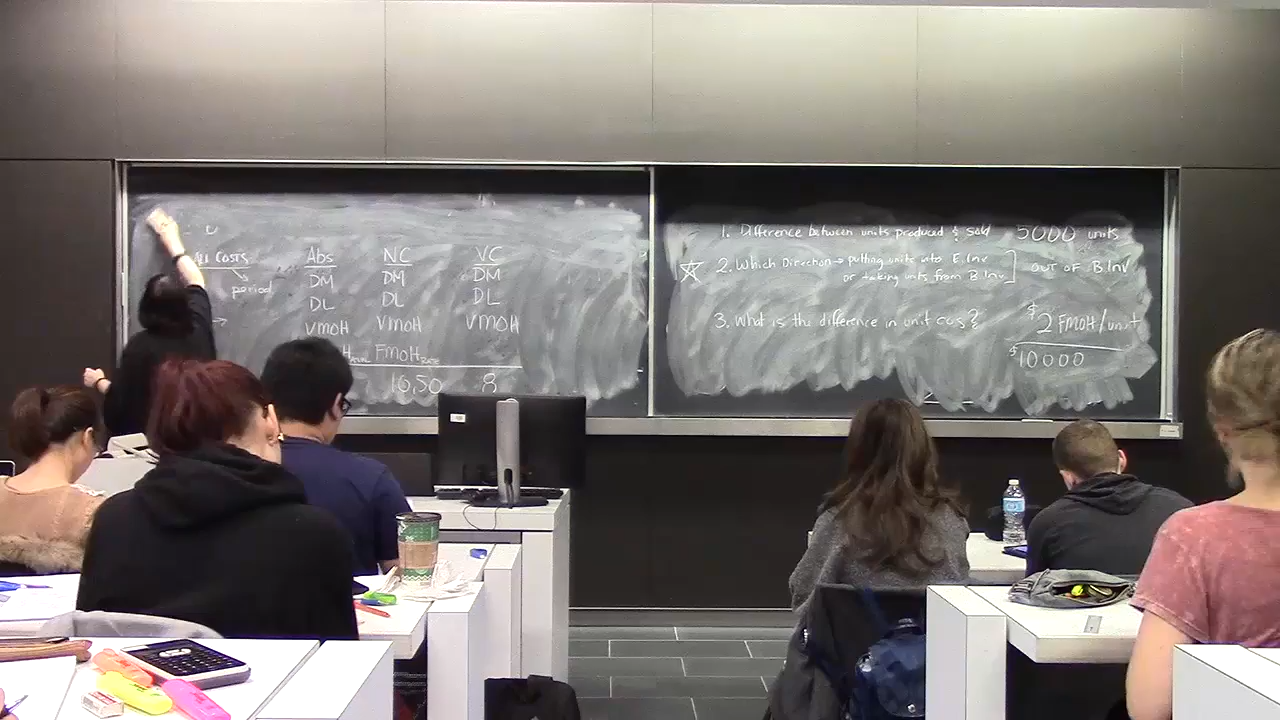 All COSTS
period
Abs NC VC
DM DM DM
DL DL DL
VMOH VMOH VMOH
FMOH RATE
10.50 8
1. Difference between units produced & sold 5000 units
2. Which Direction → putting units into E.Inv
or taking units from B.Inv
OUT OF B.Inv
3. What is the difference in unit cos?
$2 FMOH/unit
$10000